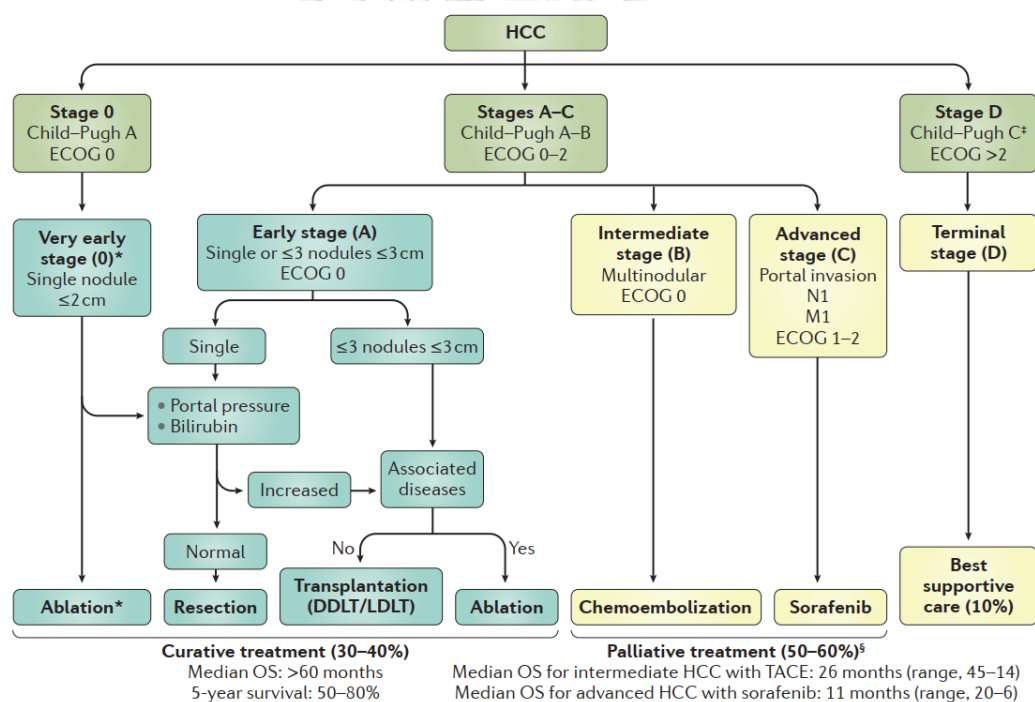 HCC
Stage 0
Child–Pugh A
ECOG 0
Stages A–C
Child–Pugh A–B
ECOG 0–2
Stage D
Child–Pugh C‡
ECOG >2
Very early
stage (0)*
Single nodule
≤2 cm
Early stage (A)
Single or ≤3 nodules ≤3 cm
ECOG 0
Intermediate
stage (B)
Multinodular
ECOG 0
Advanced
stage (C)
Portal invasion
N1
M1
ECOG 1–2
Terminal
stage (D)
Single
≤3 nodules ≤3 cm
• Portal pressure
• Bilirubin
Increased
Associated
diseases
Normal
No
Yes
Ablation*
Resection
Transplantation
(DDLT/LDLT)
Ablation
Chemoembolization
Sorafenib
Best
supportive
care (10%)
Curative treatment (30–40%)
Median OS: >60 months
5-year survival: 50–80%
Palliative treatment (50–60%)§
Median OS for intermediate HCC with TACE: 26 months (range, 45–14)
Median OS for advanced HCC with sorafenib: 11 months (range, 20–6)